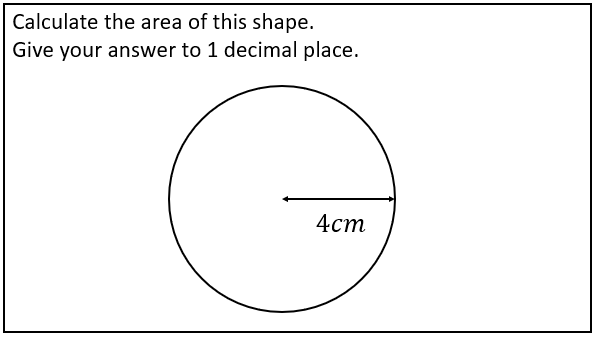 Calculate the area of this shape.
Give your answer to 1 decimal place.
4cm